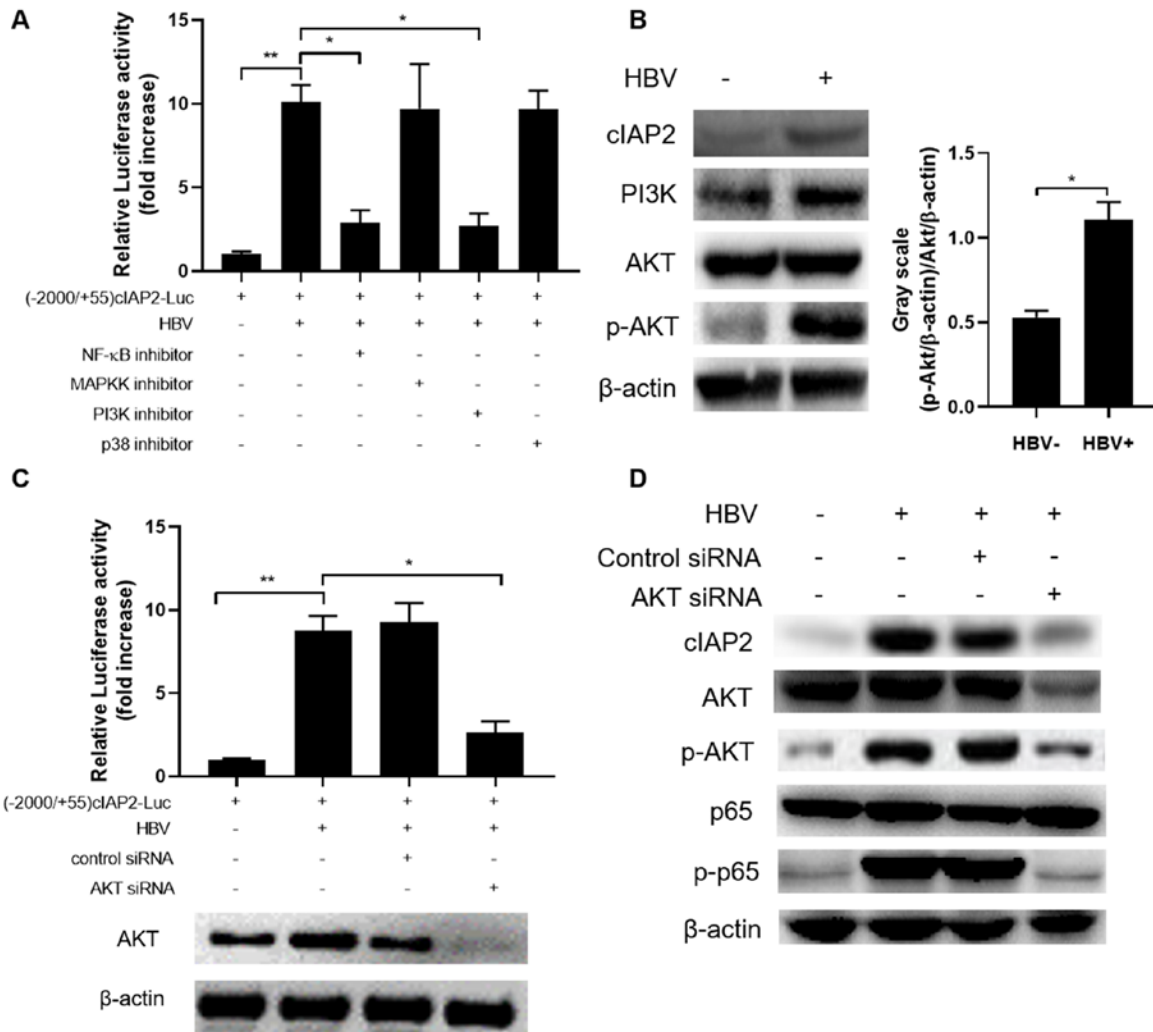 A
Relative Luciferase activity
(fold increase)
15
10
5
0
**
*
*
(-2000/+55)cIAP2-Luc + + + + + +
HBV - + + + + +
NF-κB inhibitor - - + - - -
MAPKK inhibitor - - - + - -
PI3K inhibitor - - - - + -
p38 inhibitor - - - - - +
B
HBV - +
cIAP2
PI3K
AKT
p-AKT
β-actin
Gray scale
(p-Akt/β-actin)/Akt/β-actin)
1.5
1.0
0.5
0.0
*
HBV- HBV+
C
Relative Luciferase activity
(fold increase)
15
10
5
0
**
*
(-2000/+55)cIAP2-Luc + + + +
HBV - + + +
control siRNA - - + -
AKT siRNA - - - +
AKT
β-actin
D
HBV - + + +
Control siRNA - - + -
AKT siRNA - - - +
cIAP2
AKT
p-AKT
p65
p-p65
β-actin